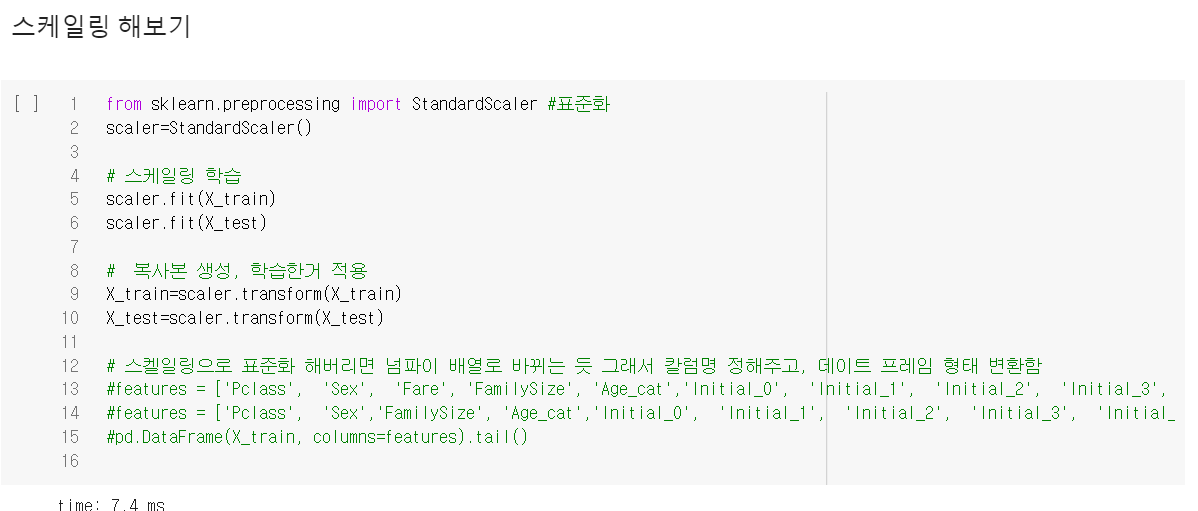 스케일링 해보기
[ ] 1 from sklearn.preprocessing import StandardScaler #표준화
2 scaler=StandardScaler()
3
4 # 스케일링 학습
5 scaler.fit(X_train)
6 scaler.fit(X_test)
7
8 # 복사본 생성, 학습한거 적용
9 X_train=scaler.transform(X_train)
10 X_test=scaler.transform(X_test)
11
12 # 스켈일링으로 표준화 해버리면 넘파이 배열로 바뀌는 듯 그래서 칼럼명 정해주고, 데이트 프레임 형태 변환함
13 #features = ['Pclass', 'Sex', 'Fare', 'FamilySize', 'Age_cat','Initial_0', 'Initial_1', 'Initial_2', 'Initial_3',
14 #features = ['Pclass', 'Sex','FamilySize', 'Age_cat','Initial_0', 'Initial_1', 'Initial_2', 'Initial_3', 'Initial_
15 #pd.DataFrame(X_train, columns=features).tail()
16
time: 7.4 ms